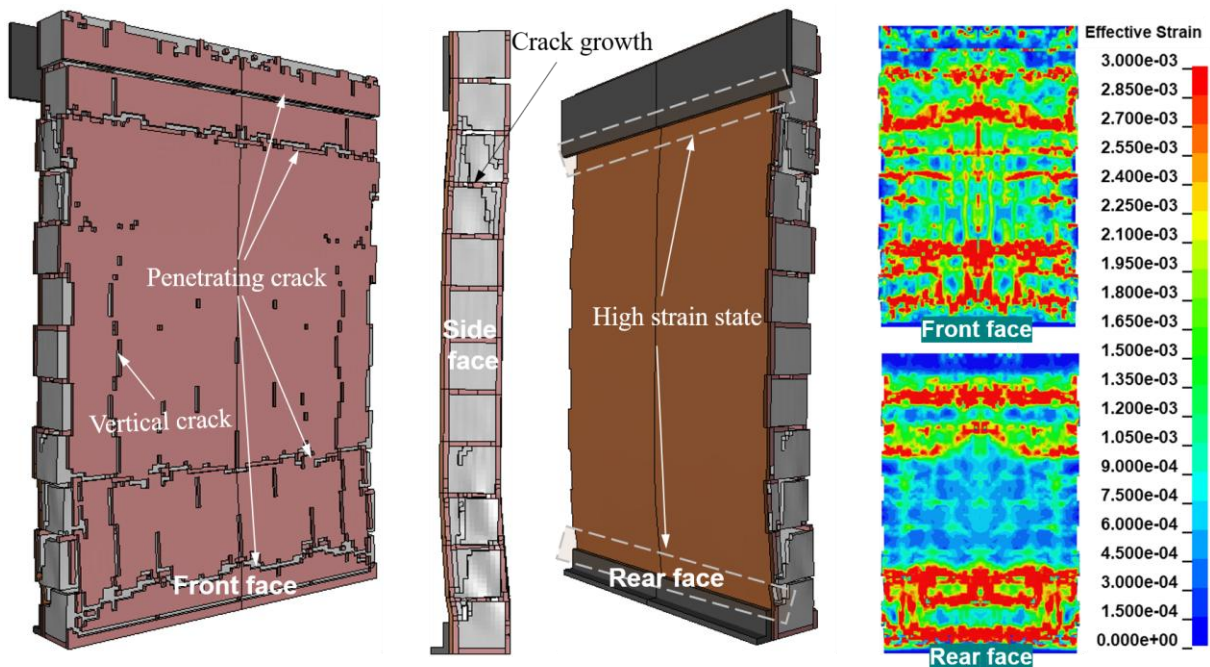 Crack growth
Penetrating crack
Vertical crack
Front face
Side
face
High strain state
Rear face
Front face
Rear face
Effective Strain
3.000e-03
2.850e-03
2.700e-03
2.550e-03
2.400e-03
2.250e-03
2.100e-03
1.950e-03
1.800e-03
1.650e-03
1.500e-03
1.350e-03
1.200e-03
1.050e-03
9.000e-04
7.500e-04
6.000e-04
4.500e-04
3.000e-04
1.500e-04
0.000e+00